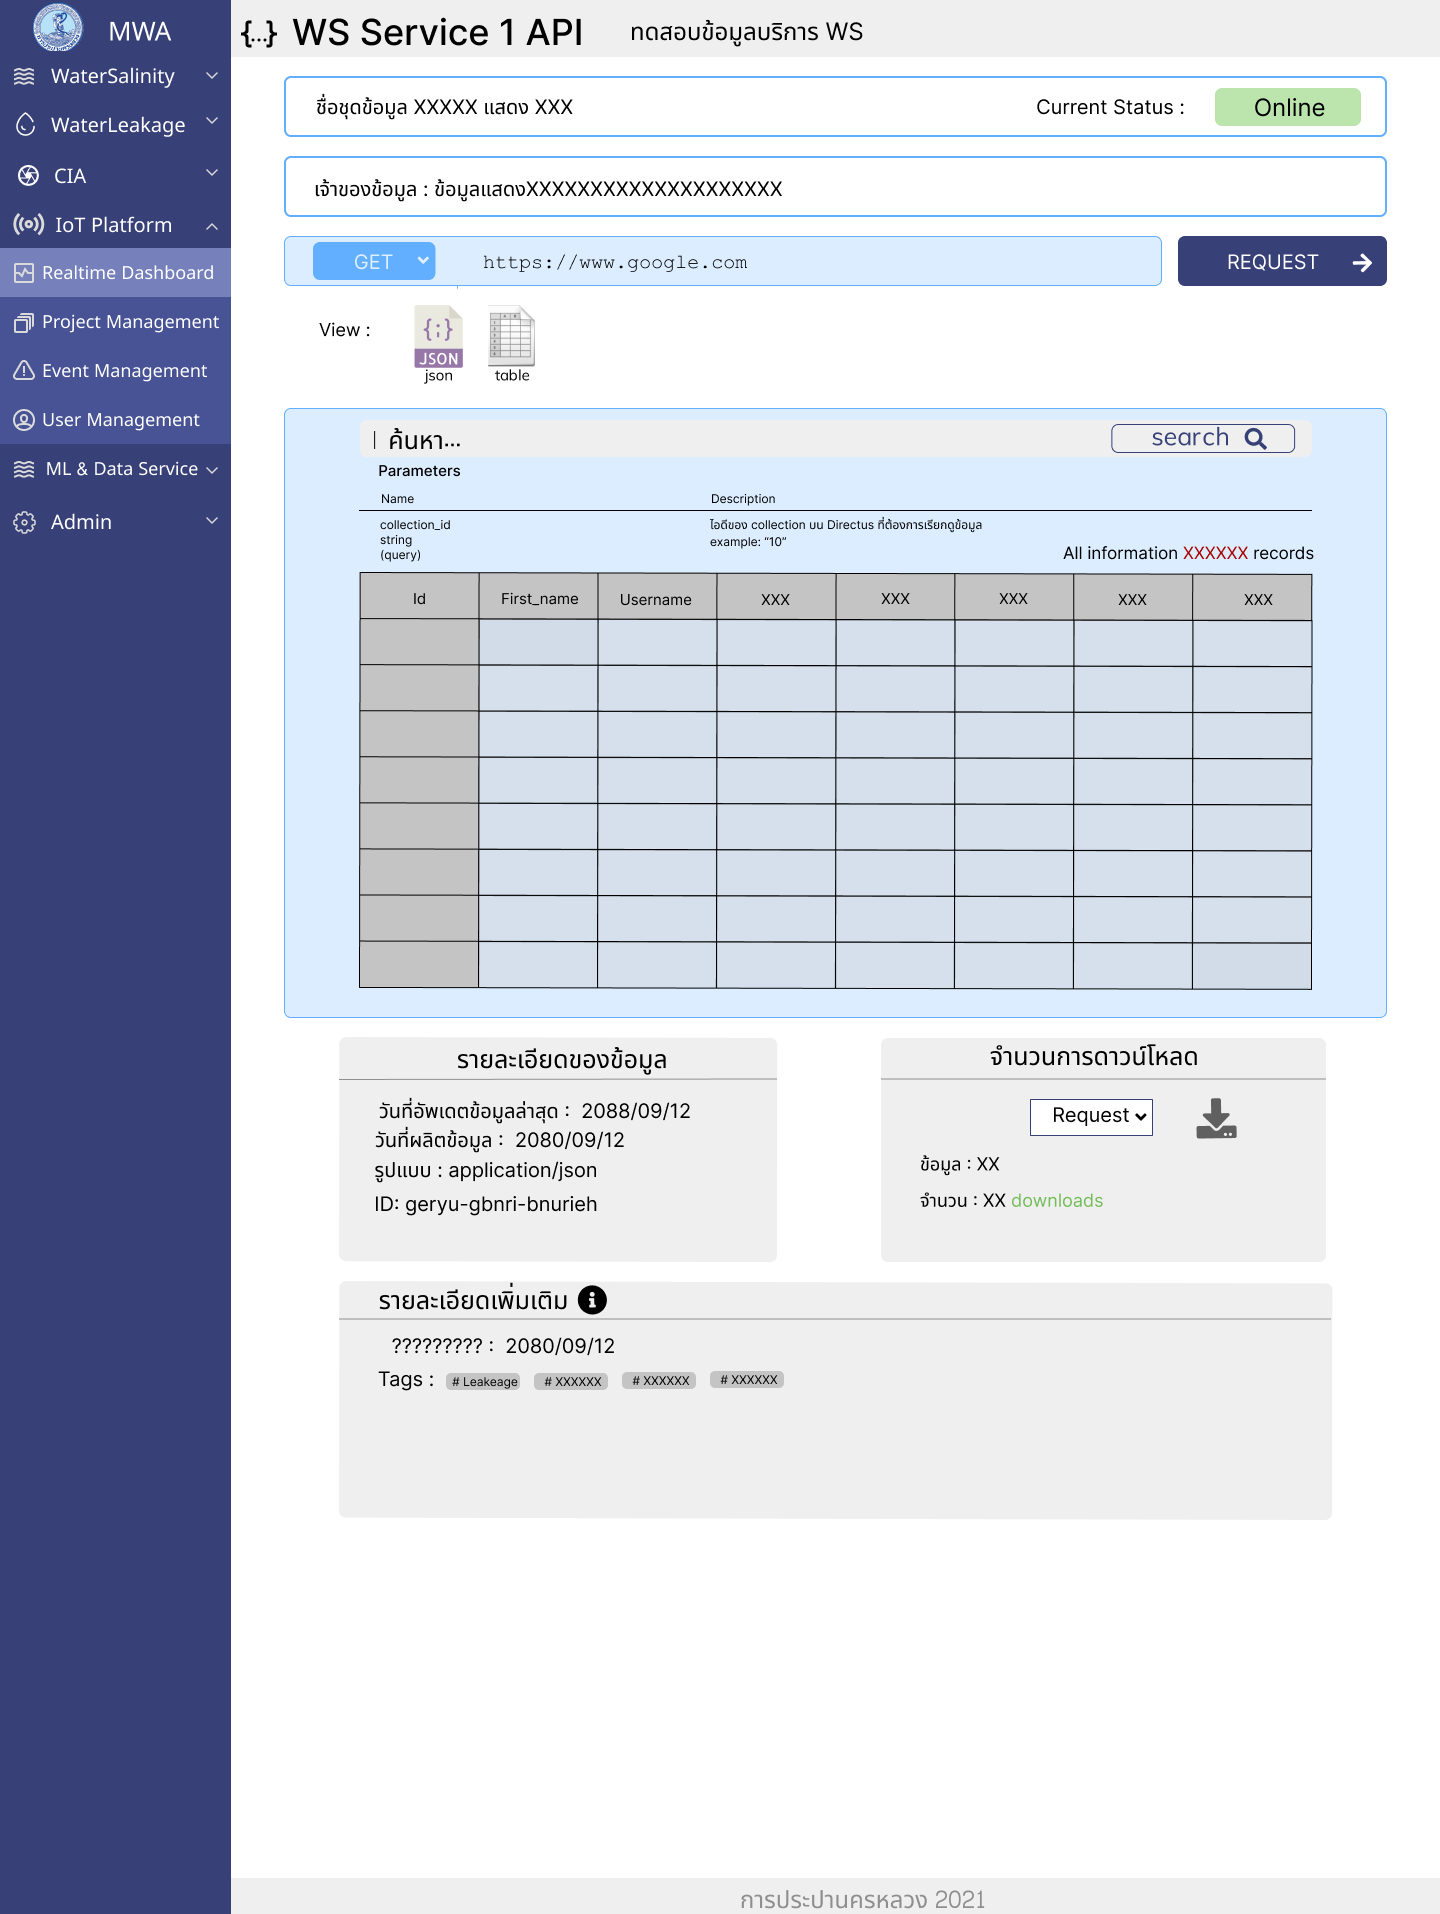 MWA
WaterSalinity
WaterLeakage
CIA
IoT Platform
Realtime Dashboard
Project Management
Event Management
User Management
ML & Data Service
Admin
{...} WS Service 1 API ทดสอบข้อมูลบริการ WS
ชื่อชุดข้อมูล XXXXX แสดง XXX Current Status : Online
เจ้าของข้อมูล : ข้อมูลแสดงXXXXXXXXXXXXXXXXXXXX
GET https://www.google.com REQUEST
View :
{;} JSON
json table
ค้นหา... search
Parameters
Name Description
collection_id ไอดีของ collection บน Directus ที่ต้องการเรียกดูข้อมูล
string example: “10”
(query) All information XXXXXX records
Id First_name Username XXX XXX XXX XXX XXX
รายละเอียดของข้อมูล
วันที่อัพเดตข้อมูลล่าสุด : 2088/09/12
วันที่ผลิตข้อมูล : 2080/09/12
รูปแบบ : application/json
ID: geryu-gbnri-bnurieh
จำนวนการดาวน์โหลด
Request
ข้อมูล : XX
จำนวน : XX downloads
รายละเอียดเพิ่มเติม
????????? : 2080/09/12
Tags : # Leakeage # XXXXXX # XXXXXX # XXXXXX
การประปานครหลวง 2021